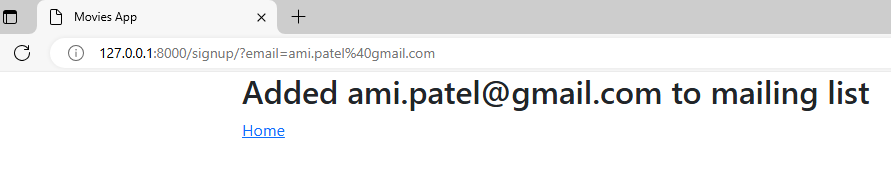 Movies App
127.0.0.1:8000/signup/?email=ami.patel%40gmail.com
Added ami.patel@gmail.com to mailing list
Home